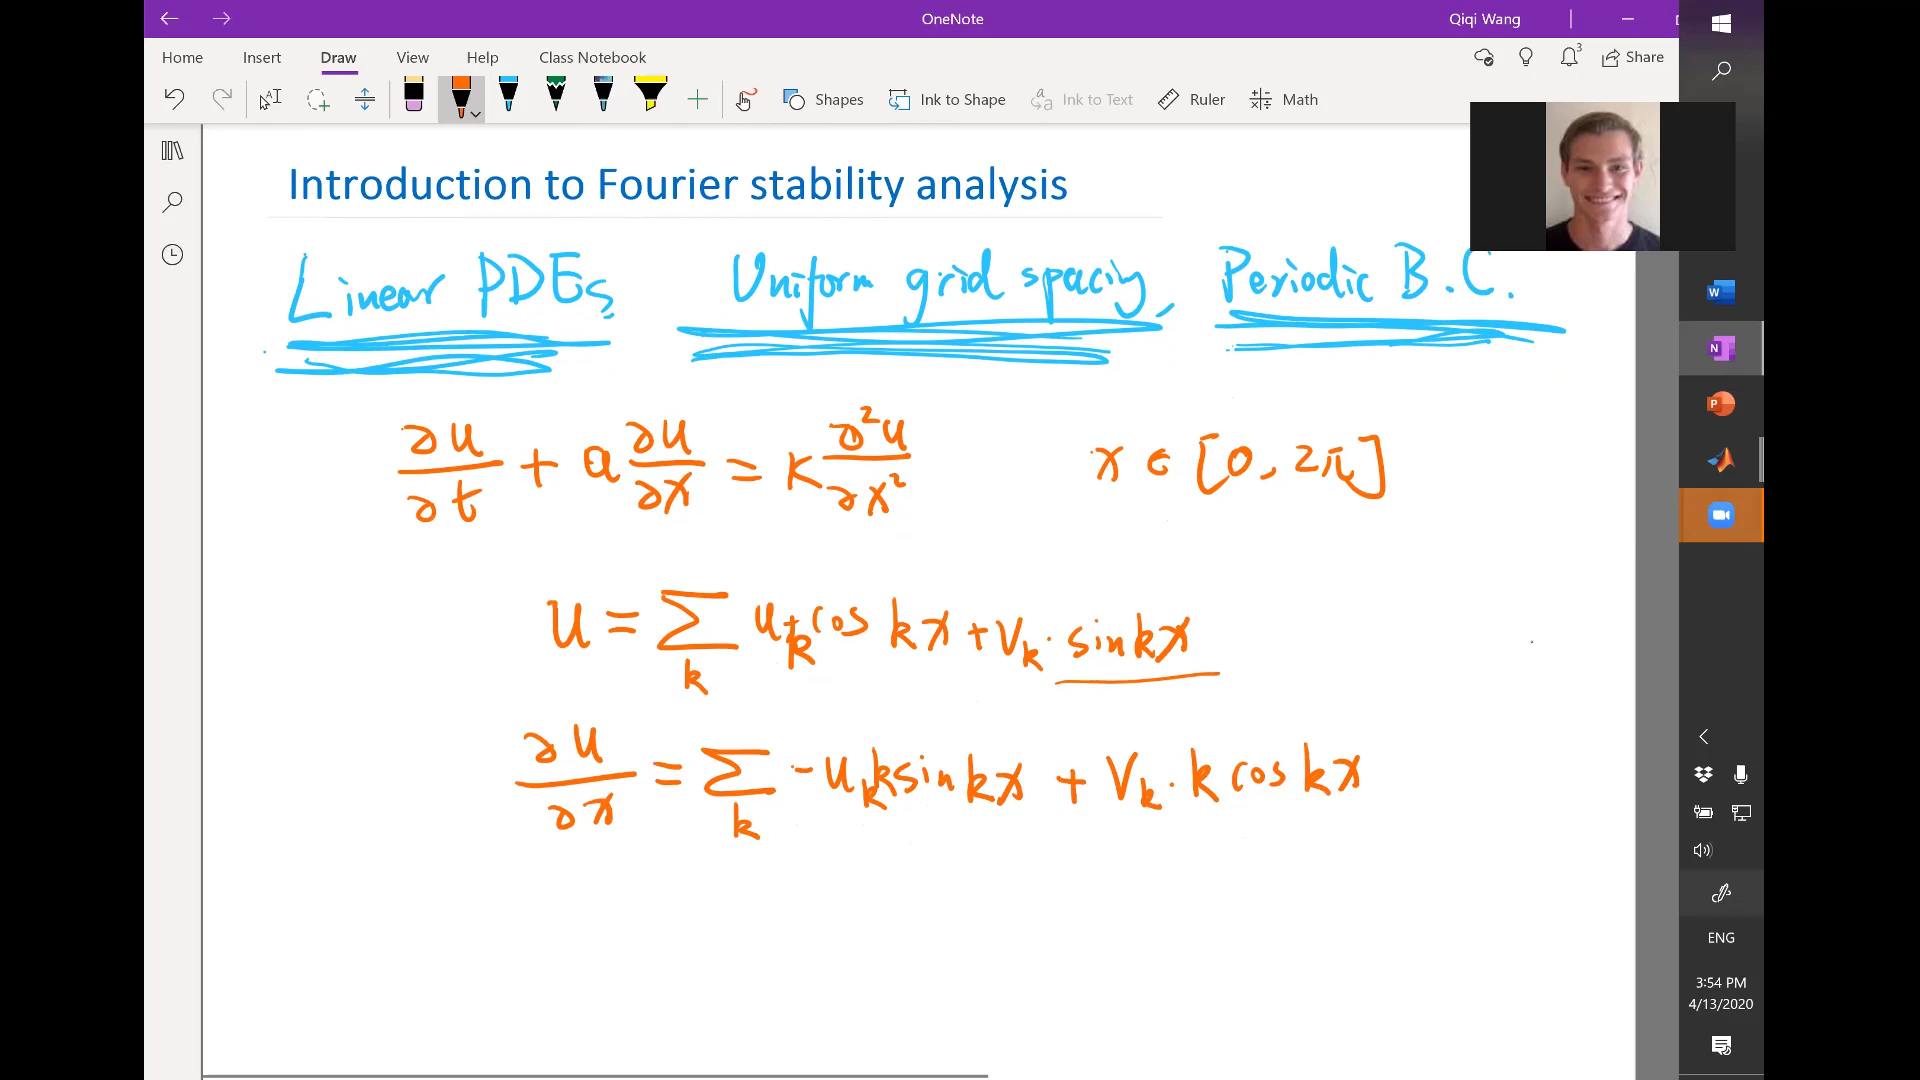 OneNote
Qiqi Wang
Home Insert Draw View Help Class Notebook
3
Share
Shapes Ink to Shape Ink to Text Ruler Math
Introduction to Fourier stability analysis
Linear PDEs Uniform grid spacing, Periodic B.C.
∂u/∂t + a ∂u/∂x = κ ∂²u/∂x² x ∈ [0, 2π]
u = Σ_k u_k cos kx + v_k · sin kx
∂u/∂x = Σ_k -u_k k sin kx + v_k · k cos kx
W
N
P
ENG
3:54 PM
4/13/2020